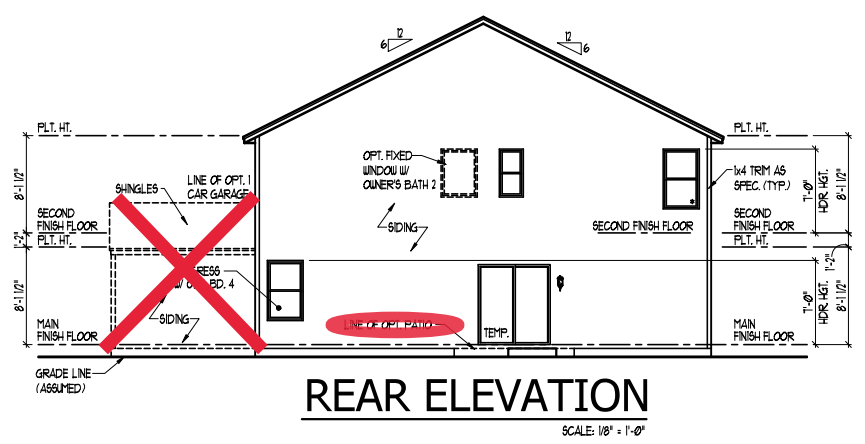 12
6
12
6
PLT. HT.
PLT. HT.
OPT. FIXED
WINDOW W/
OWNER'S BATH 2
1x4 TRIM AS
SPEC. (TYP.)
LINE OF OPT. 1
CAR GARAGE
SHINGLES
8'-1 1/2"
7'-0"
HDR HGT.
8'-1 1/2"
SECOND
FINISH FLOOR
SIDING
SECOND FINISH FLOOR
SECOND
FINISH FLOOR
1'-2"
PLT. HT.
PLT. HT.
1'-2"
BD. 4
8'-1 1/2"
7'-0"
HDR HGT.
8'-1 1/2"
SIDING
MAIN
FINISH FLOOR
LINE OF OPT. PATIO
TEMP.
MAIN
FINISH FLOOR
GRADE LINE
(ASSUMED)
REAR ELEVATION
SCALE: 1/8" = 1'-0"